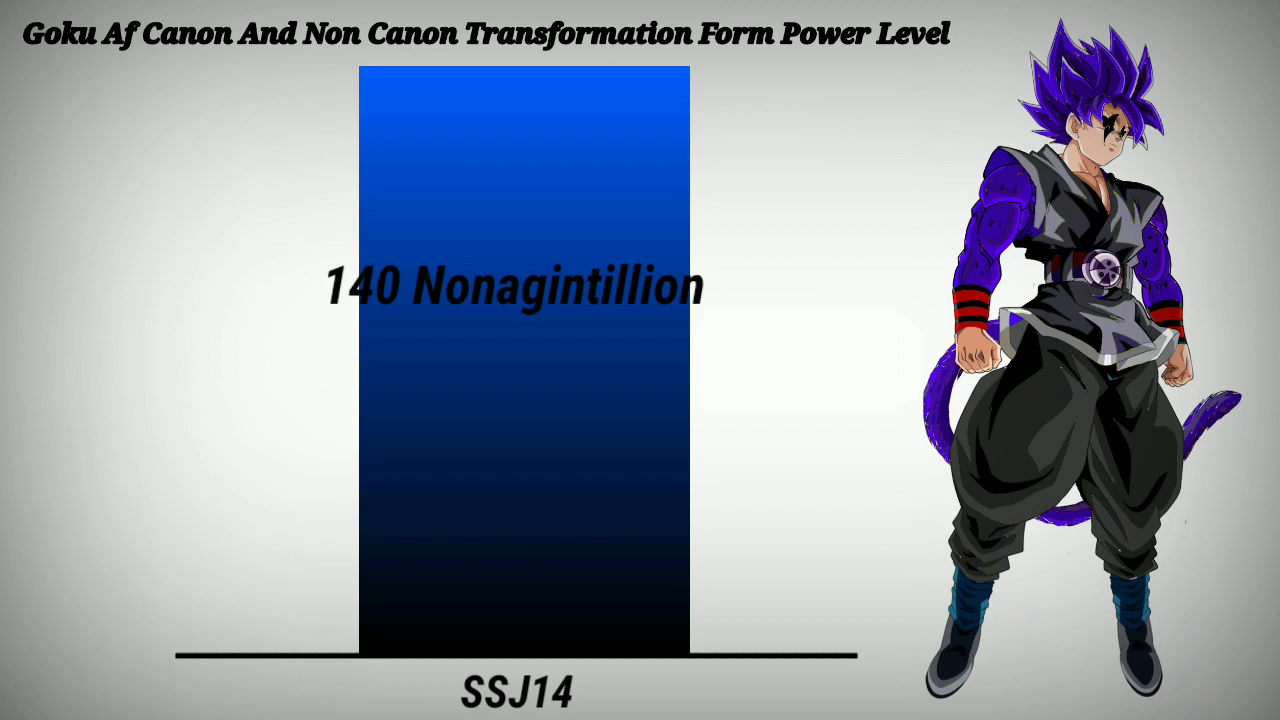 Goku Af Canon And Non Canon Transformation Form Power Level
140 Nonagintillion
SSJ14